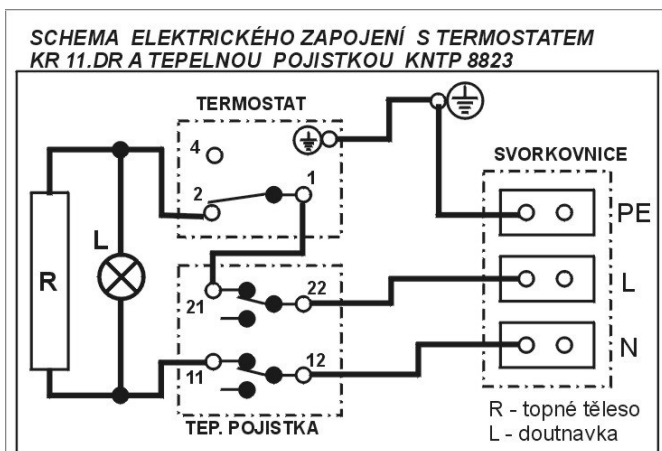 SCHEMA ELEKTRICKÉHO ZAPOJENÍ S TERMOSTATEM
KR 11.DR A TEPELNOU POJISTKOU KNTP 8823
TERMOSTAT
4
2
1
SVORKOVNICE
PE
L
R
21
22
L
11
12
N
TEP. POJISTKA
R - topné těleso
L - doutnavka